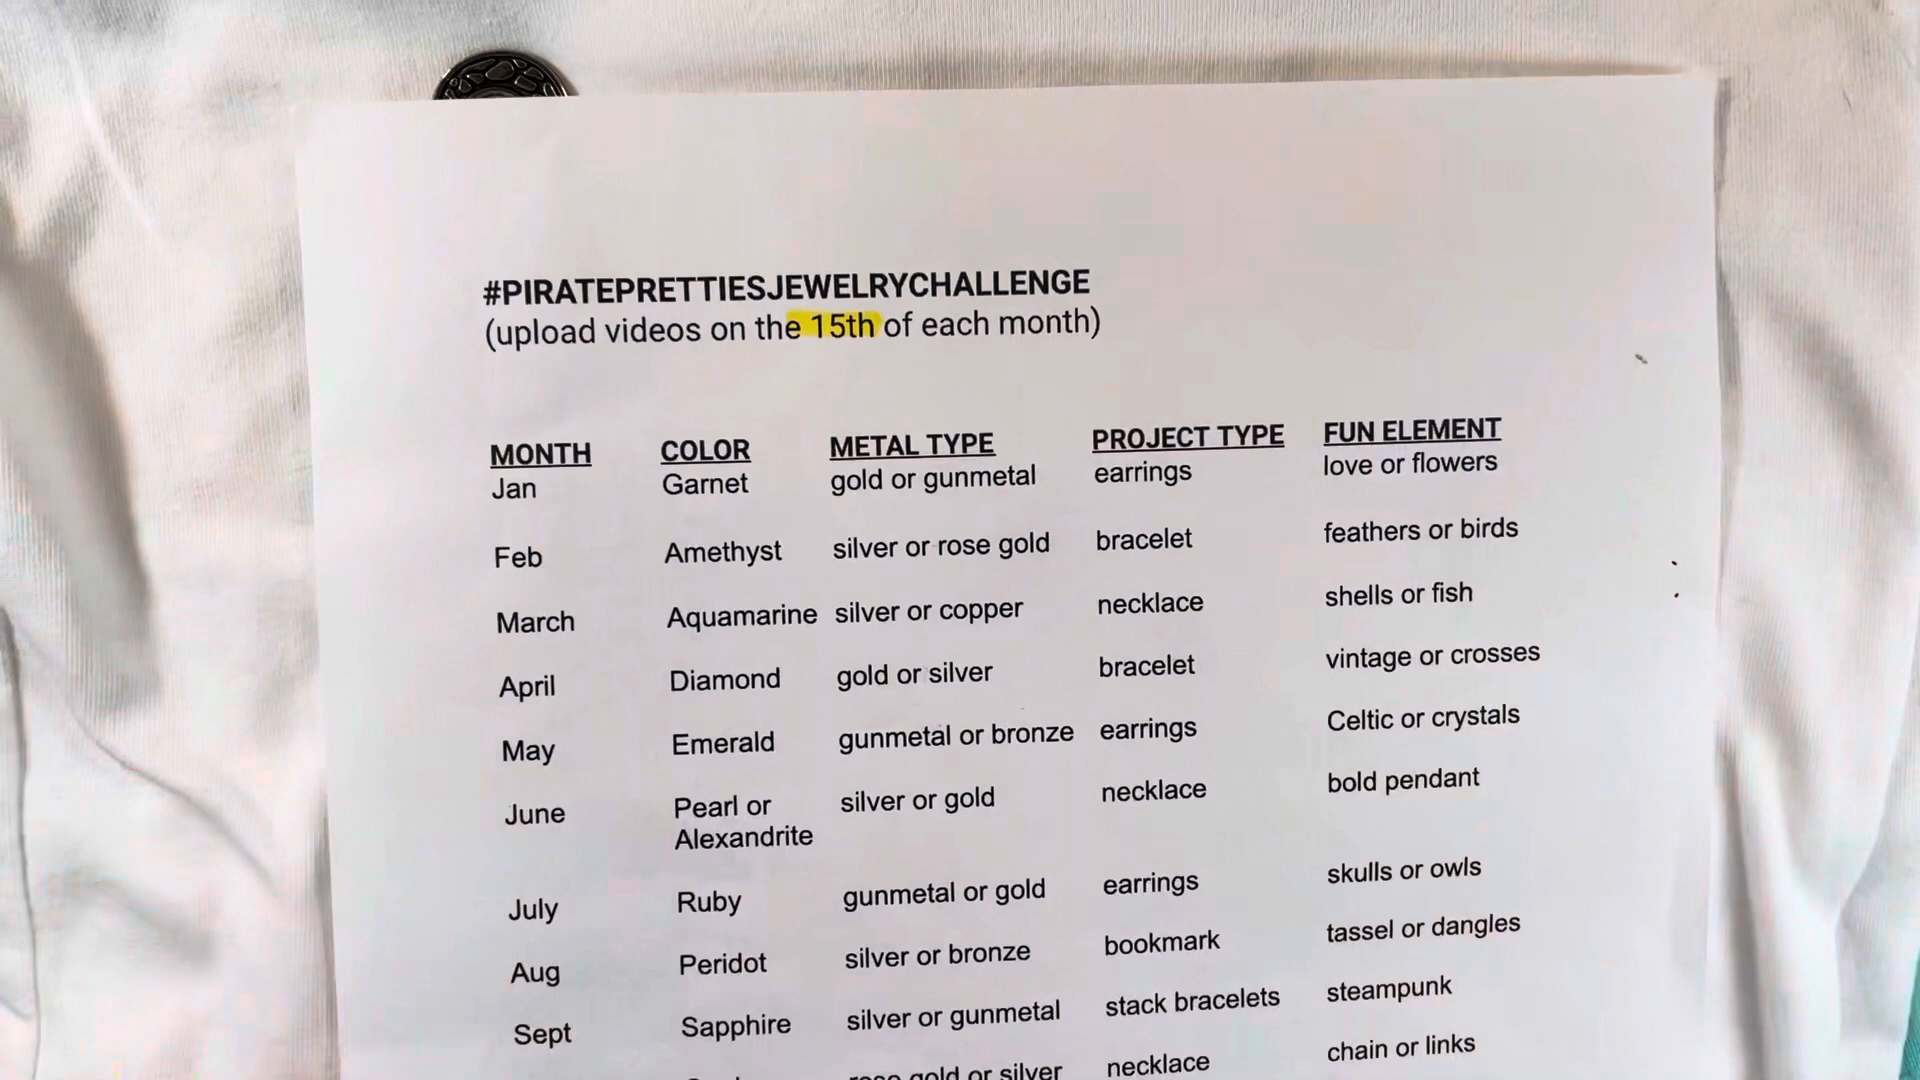 #PIRATEPRETTIESJEWELRYCHALLENGE
(upload videos on the 15th of each month)
MONTH COLOR METAL TYPE PROJECT TYPE FUN ELEMENT
Jan Garnet gold or gunmetal earrings love or flowers
Feb Amethyst silver or rose gold bracelet feathers or birds
March Aquamarine silver or copper necklace shells or fish
April Diamond gold or silver bracelet vintage or crosses
May Emerald gunmetal or bronze earrings Celtic or crystals
June Pearl or silver or gold necklace bold pendant
Alexandrite
July Ruby gunmetal or gold earrings skulls or owls
Aug Peridot silver or bronze bookmark tassel or dangles
Sept Sapphire silver or gunmetal stack bracelets steampunk
rose gold or silver necklace chain or links